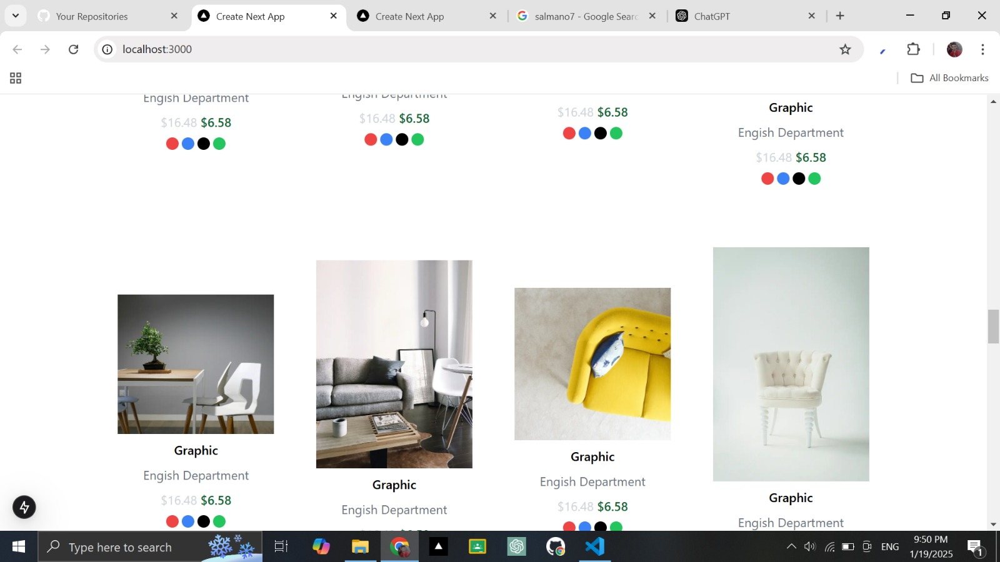 Your Repositories
Create Next App
Create Next App
salmano7 - Google Searc
ChatGPT
localhost:3000
All Bookmarks
Engish Department
$16.48 $6.58
Engish Department
$16.48 $6.58
$16.48 $6.58
Graphic
Engish Department
$16.48 $6.58
Graphic
Engish Department
$16.48 $6.58
Graphic
Engish Department
Graphic
Engish Department
$16.48 $6.58
Graphic
Engish Department
Type here to search
ENG
9:50 PM
1/19/2025
1